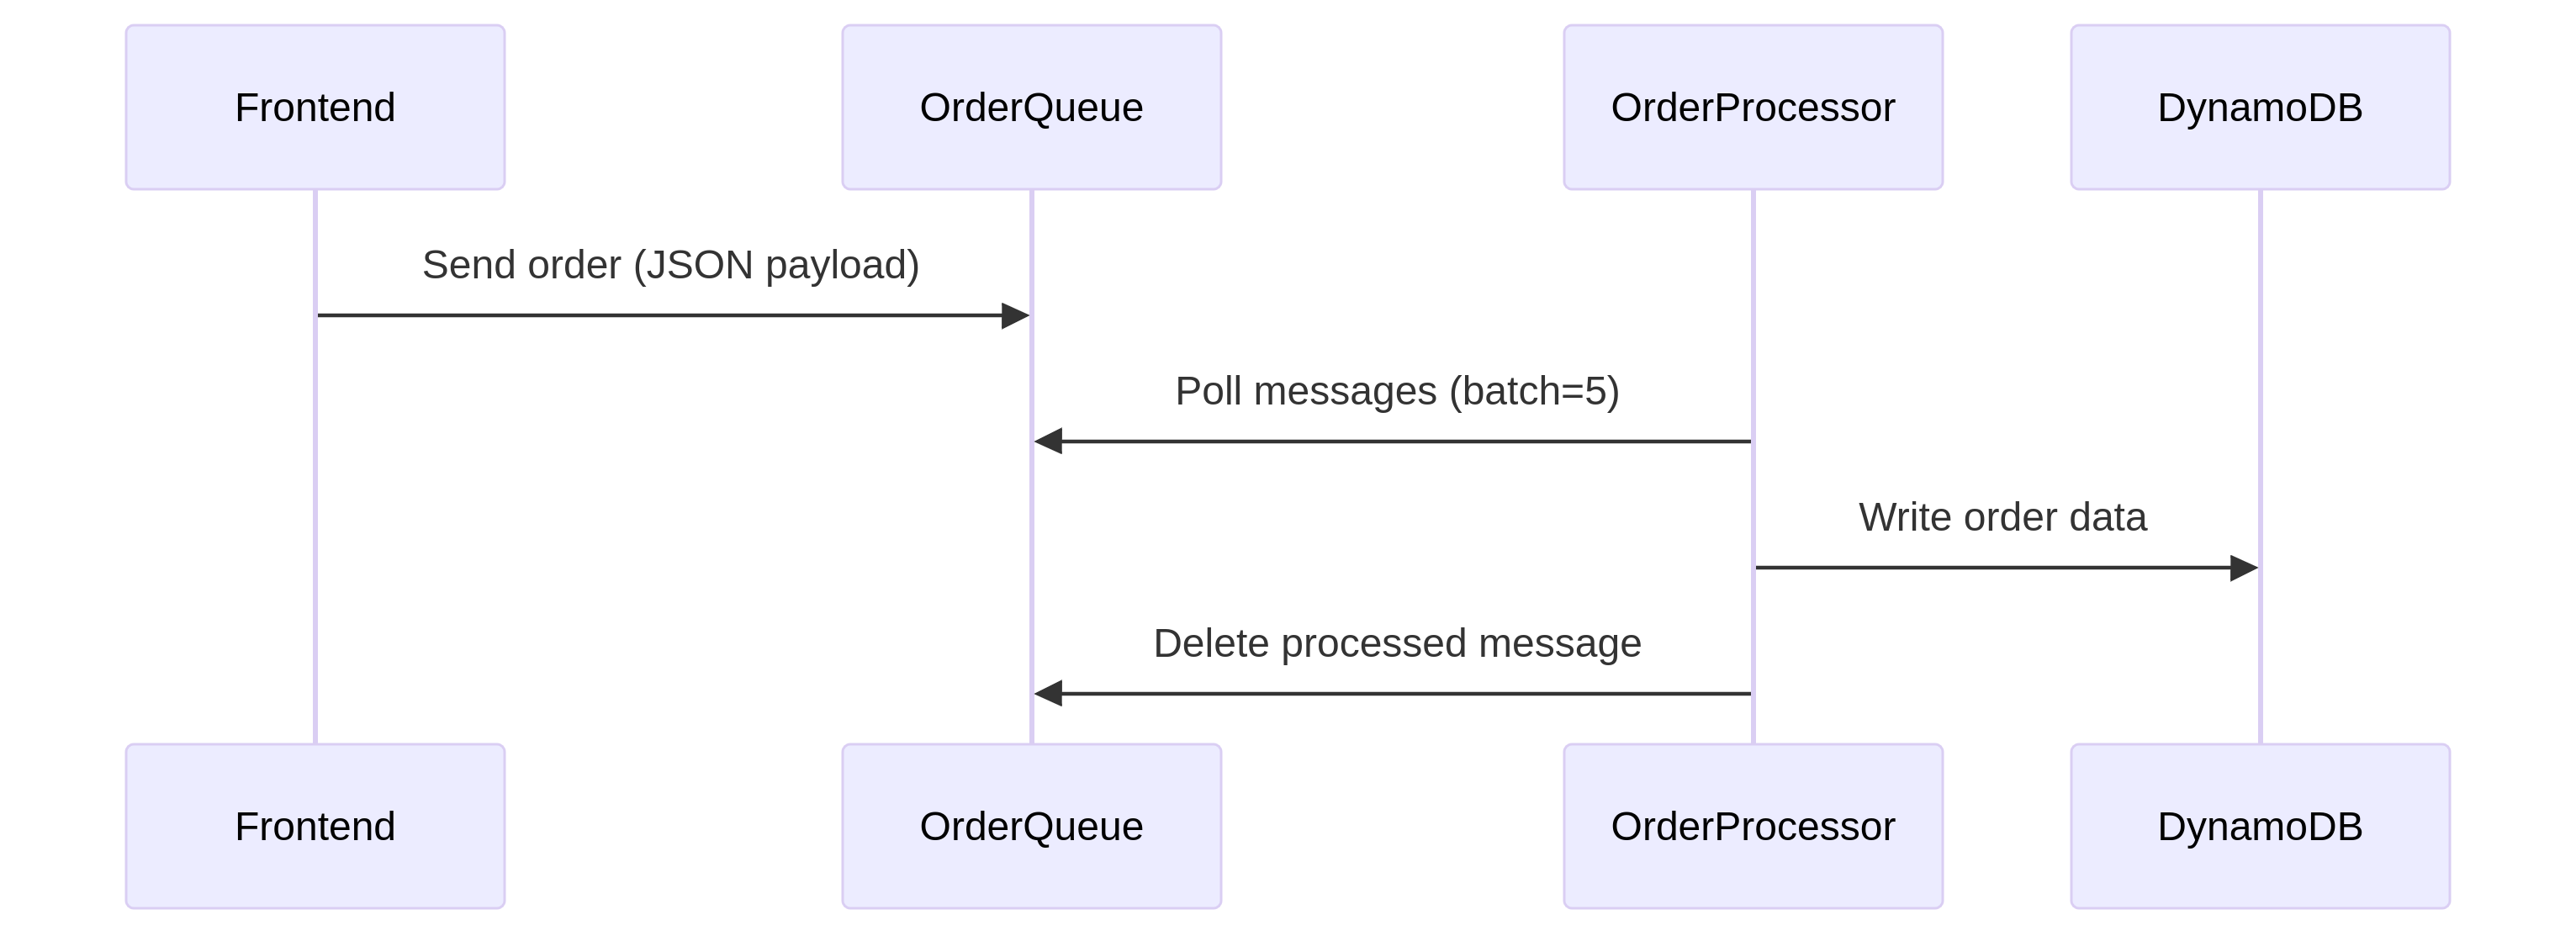 Frontend
OrderQueue
OrderProcessor
DynamoDB
Send order (JSON payload)
Poll messages (batch=5)
Write order data
Delete processed message
Frontend
OrderQueue
OrderProcessor
DynamoDB